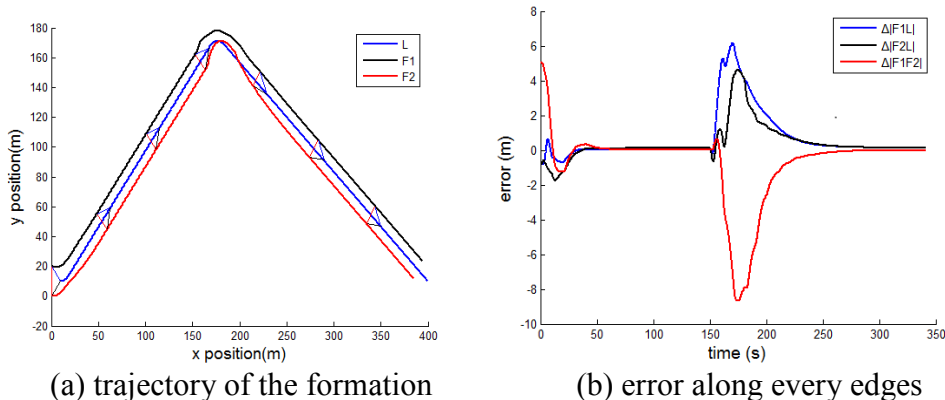 180
160
140
120
100
80
60
40
20
0
-20
0 50 100 150 200 250 300 350 400
y position(m)
x position(m)
L
F1
F2
(a) trajectory of the formation
8
6
4
2
0
-2
-4
-6
-8
-10
0 50 100 150 200 250 300 350
error (m)
time (s)
Δ|F1L|
Δ|F2L|
Δ|F1F2|
(b) error along every edges